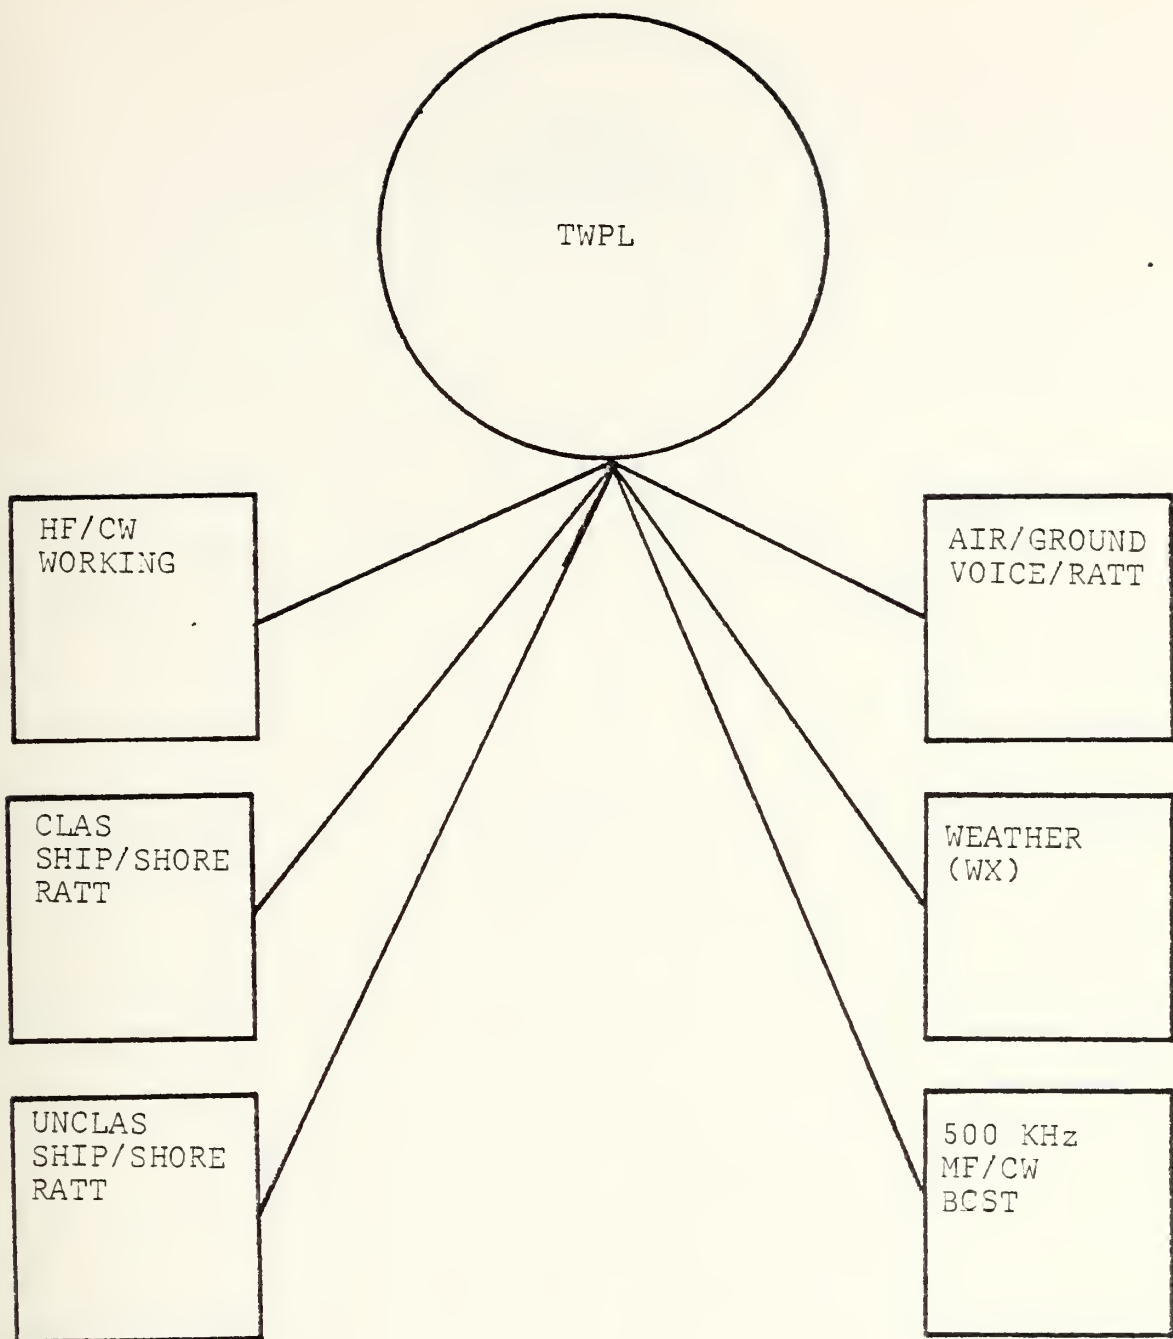 TWPL
HF/CW
WORKING
CLAS
SHIP/SHORE
RATT
UNCLAS
SHIP/SHORE
RATT
AIR/GROUND
VOICE/RATT
WEATHER
(WX)
500 KHz
MF/CW
BCST